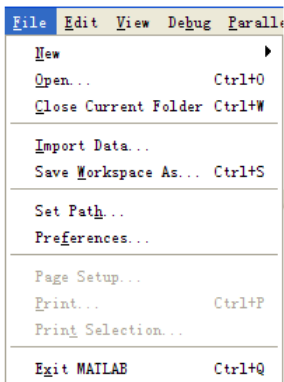 File Edit View Debug Paralle
New
Open... Ctrl+O
Close Current Folder Ctrl+W
Import Data...
Save Workspace As... Ctrl+S
Set Path...
Preferences...
Page Setup...
Print... Ctrl+P
Print Selection...
Exit MATLAB Ctrl+Q